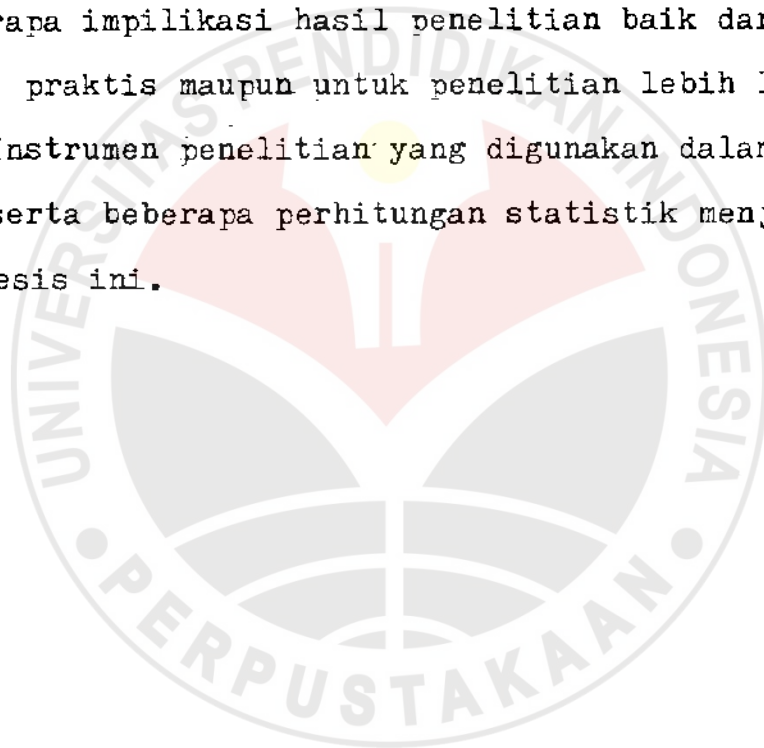 rapa impilikasi hasil penelitian baik dar
praktis maupun untuk penelitian lebih l
Instrumen penelitian yang digunakan dalam
serta beberapa perhitungan statistik men
esis ini.
UNIVERSITAS PENDIDIKAN INDONESIA
PERPUSTAKAAN